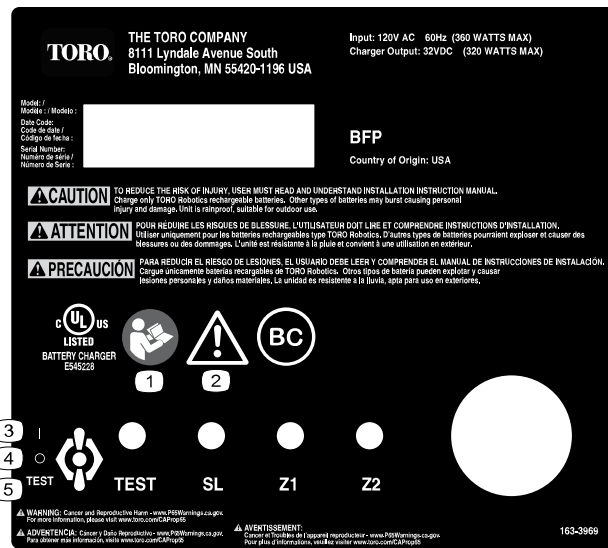 TORO.
THE TORO COMPANY
8111 Lyndale Avenue South
Bloomington, MN 55420-1196 USA
Input: 120V AC 60Hz (360 WATTS MAX)
Charger Output: 32VDC (320 WATTS MAX)
Model: /
Modèle : / Modelo :
Date Code:
Code de date /
Código de fecha :
Serial Number:
Numéro de série /
Número de Serie :
BFP
Country of Origin: USA
CAUTION
TO REDUCE THE RISK OF INJURY, USER MUST READ AND UNDERSTAND INSTALLATION INSTRUCTION MANUAL.
Charge only TORO Robotics rechargeable batteries. Other types of batteries may burst causing personal
injury and damage. Unit is rainproof, suitable for outdoor use.
ATTENTION
POUR RÉDUIRE LES RISQUES DE BLESSURE, L'UTILISATEUR DOIT LIRE ET COMPRENDRE INSTRUCTIONS D'INSTALLATION.
Utiliser uniquement pour les batteries rechargeables type TORO Robotics. D'autres types de batteries pourraient exploser et causer des
blessures ou des dommages. L'unité est résistante à la pluie et convient à une utilisation en extérieur.
PRECAUCIÓN
PARA REDUCIR EL RIESGO DE LESIONES, EL USUARIO DEBE LEER Y COMPRENDER EL MANUAL DE INSTRUCCIONES DE INSTALACIÓN.
Cargue únicamente baterías recargables de TORO Robotics. Otros tipos de batería pueden explotar y causar
lesiones personales y daños materiales. La unidad es resistente a la lluvia, apta para uso en exteriores.
C UL US
LISTED
BATTERY CHARGER
E545228
BC
1
2
3
4
5
TEST
TEST
SL
Z1
Z2
WARNING: Cancer and Reproductive Harm - www.P65Warnings.ca.gov.
For more information, please visit www.toro.com/CAProp65
ADVERTENCIA: Cáncer y Daño Reproductivo - www.P65Warnings.ca.gov.
Para obtener más información, visite www.toro.com/CAProp65
AVERTISSEMENT:
Cancer et Troubles de l'appareil reproducteur - www.P65Warnings.ca.gov.
Pour plus d'informations, veuillez visiter www.toro.com/CAProp65
163-3969